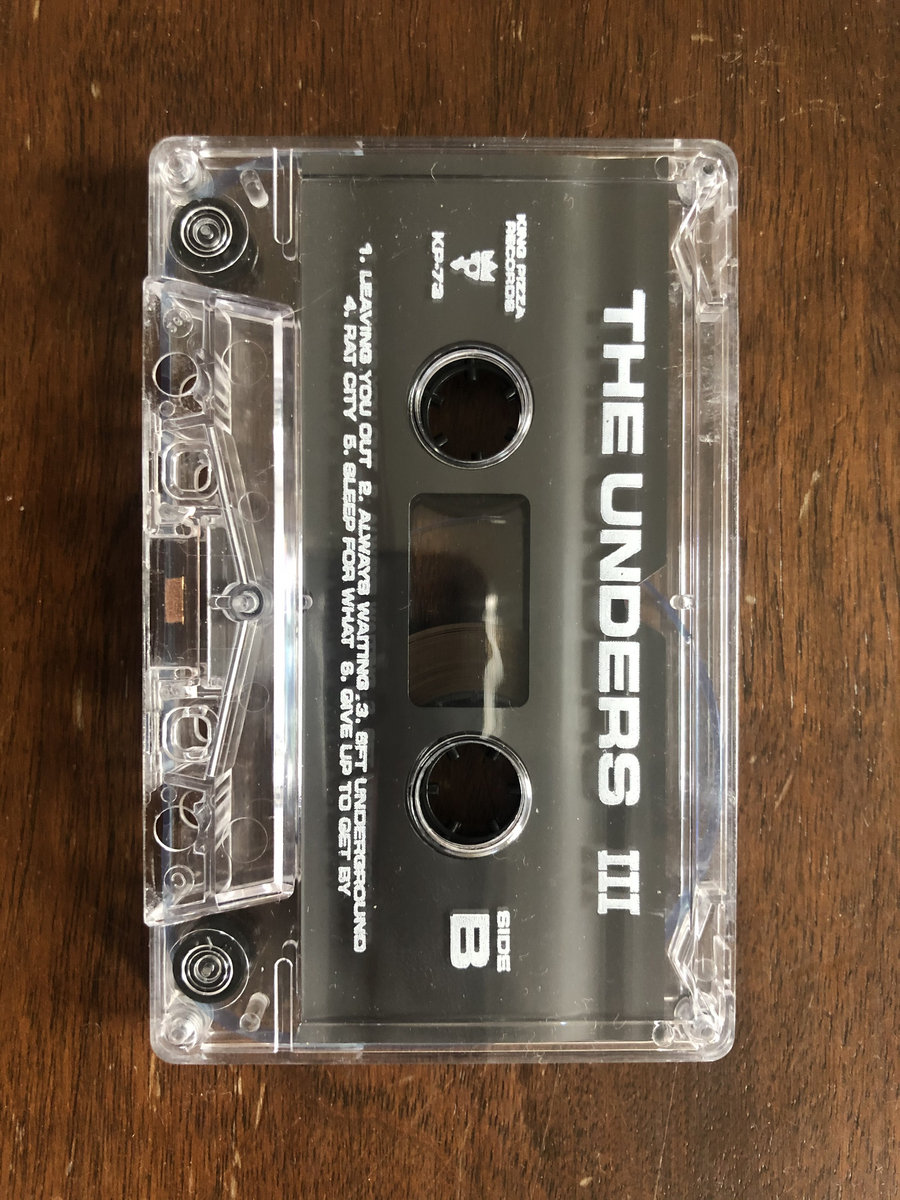 THE UNDERS III
KING PIZZA
RECORDS
KP-73
SIDE
B
1. LEAVING YOU OUT 2. ALWAYS WAITING .3. 6FT UNDERGROUND
4. RAT CITY 5. SLEEP FOR WHAT 6. GIVE UP TO GET BY